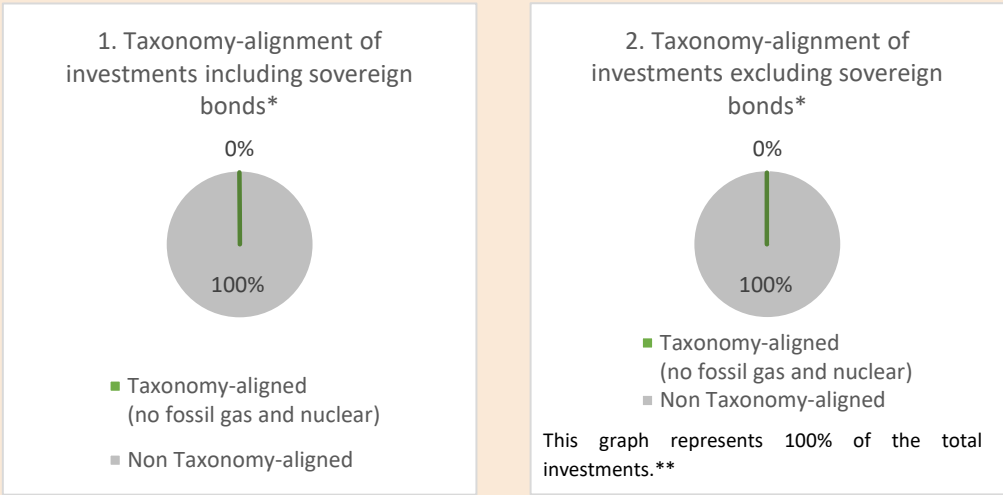 1. Taxonomy-alignment of
investments including sovereign
bonds*
0%
100%
Taxonomy-aligned
(no fossil gas and nuclear)
Non Taxonomy-aligned
2. Taxonomy-alignment of
investments excluding sovereign
bonds*
0%
100%
Taxonomy-aligned
(no fossil gas and nuclear)
Non Taxonomy-aligned
This graph represents 100% of the total
investments.**